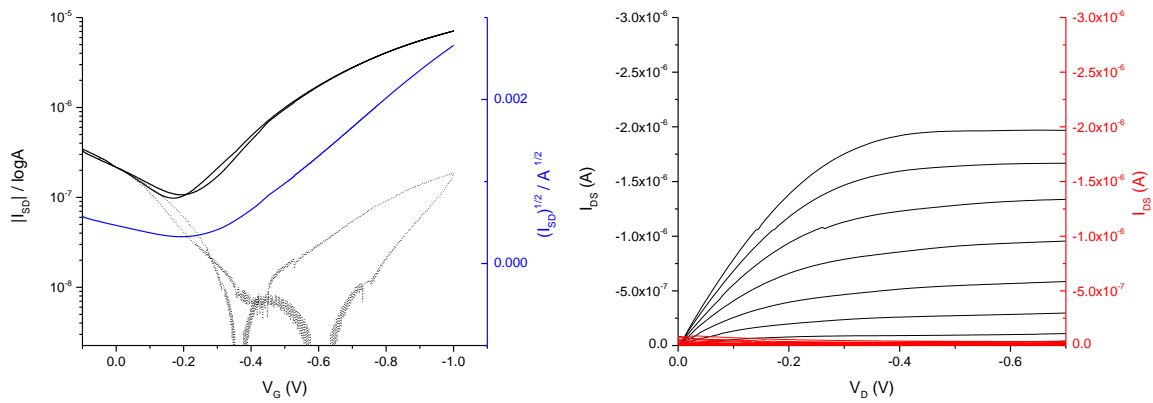 10^-5
10^-6
10^-7
10^-8
|I_SD| / logA
0.0 -0.2 -0.4 -0.6 -0.8 -1.0
V_G (V)
0.002
0.000
(I_SD)^1/2 / A^1/2
-3.0x10^-6
-2.5x10^-6
-2.0x10^-6
-1.5x10^-6
-1.0x10^-6
-5.0x10^-7
0.0
I_DS (A)
0.0 -0.2 -0.4 -0.6
V_D (V)
-3.0x10^-6
-2.5x10^-6
-2.0x10^-6
-1.5x10^-6
-1.0x10^-6
-5.0x10^-7
0.0
I_DS (A)